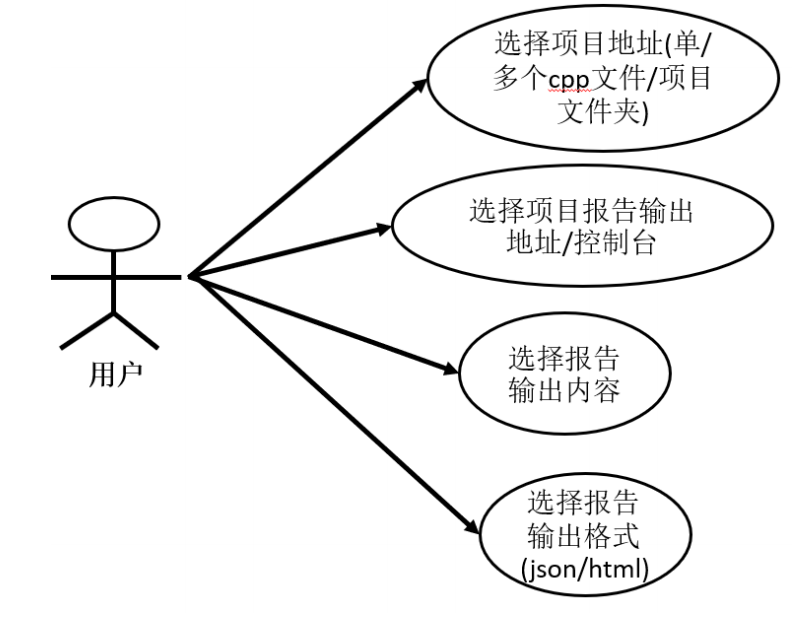 选择项目地址(单/
多个cpp文件/项目
文件夹)
选择项目报告输出
地址/控制台
用户
选择报告
输出内容
选择报告
输出格式
(json/html)